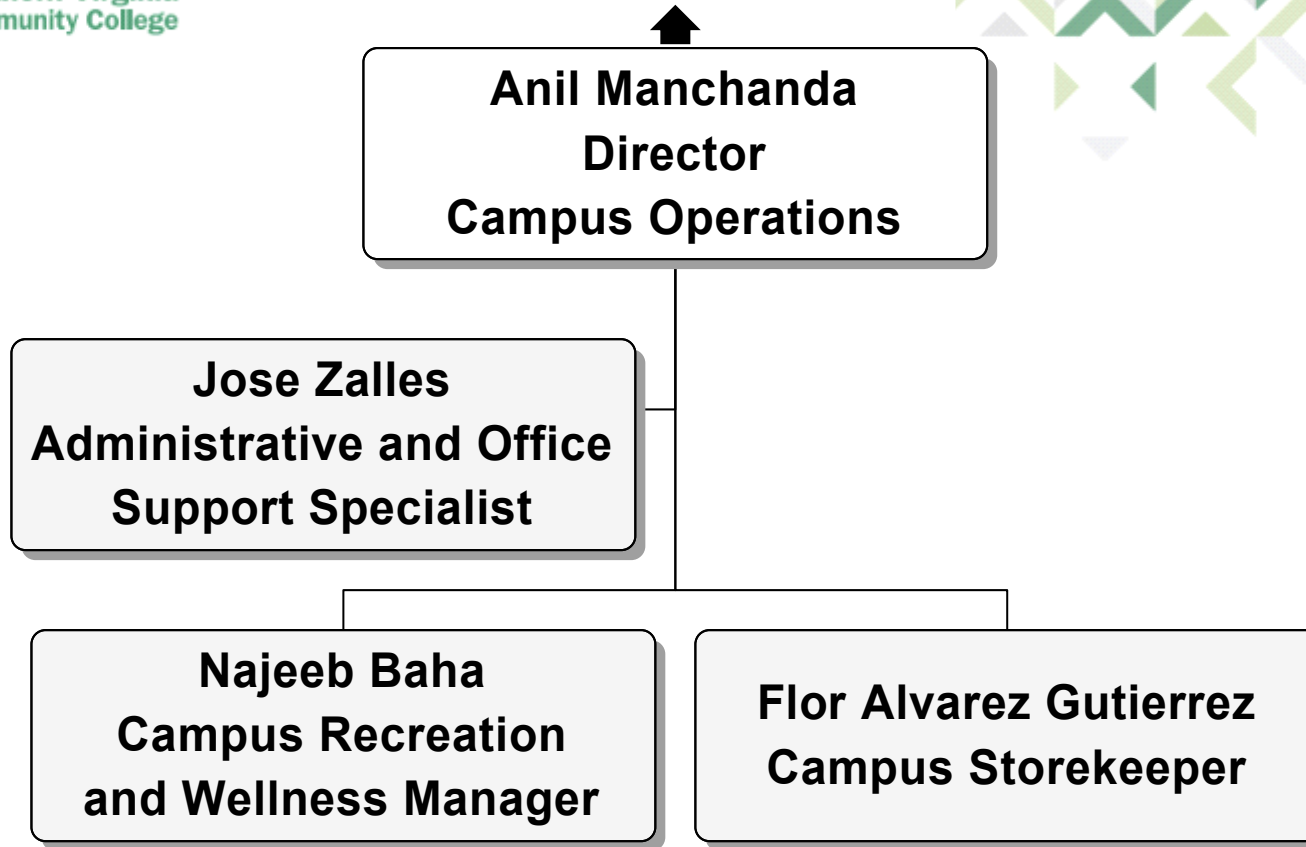 Community College
Anil Manchanda
Director
Campus Operations
Jose Zalles
Administrative and Office
Support Specialist
Najeeb Baha
Campus Recreation
and Wellness Manager
Flor Alvarez Gutierrez
Campus Storekeeper